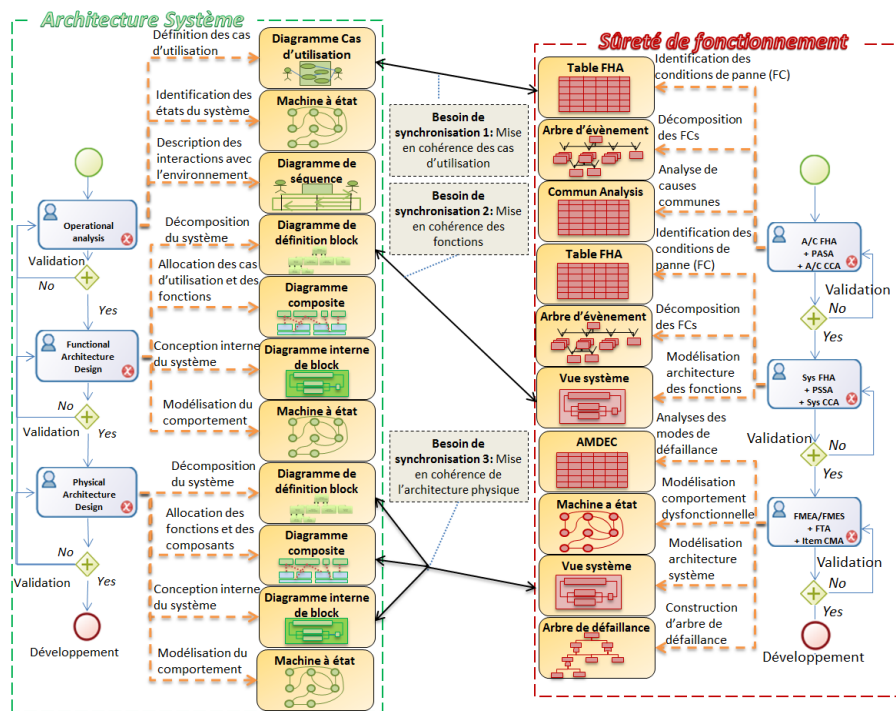 Architecture Système
Définition des cas
d'utilisation
Identification des
états du système
Description des
interactions avec
l'environnement
Operational
analysis
Validation
No
Yes
Décomposition
du système
Allocation des cas
d'utilisation et des
fonctions
Functional
Architecture
Design
Conception interne
du système
Modélisation du
comportement
No
Validation
Yes
Physical
Architecture
Design
Décomposition
du système
Allocation des
fonctions et des
composants
No
Validation
Yes
Conception interne
du système
Modélisation du
comportement
Développement
Diagramme Cas
d'utilisation
Machine à état
Diagramme de
séquence
Diagramme de
définition block
Diagramme
composite
Diagramme interne
de block
Machine à état
Diagramme de
définition block
Diagramme
composite
Diagramme interne
de block
Machine à état
Besoin de
synchronisation 1: Mise
en cohérence des cas
d'utilisation
Besoin de
synchronisation 2: Mise
en cohérence des
fonctions
Besoin de
synchronisation 3: Mise
en cohérence de
l'architecture physique
Sûreté de fonctionnement
Table FHA
Arbre d'évènement
Commun Analysis
Table FHA
Arbre d'évènement
Vue système
AMDEC
Machine a état
Vue système
Arbre de défaillance
Identification des
conditions de panne (FC)
Décomposition
des FCs
Analyse de
causes
communes
Identification des
conditions de panne (FC)
Décomposition
des FCs
Modélisation
architecture
des fonctions
Analyses des
modes de
défaillance
Modélisation
comportement
dysfonctionnelle
Modélisation
architecture
système
Construction
d'arbre de
défaillance
A/C FHA
+ PASA
+ A/C CCA
Validation
No
Yes
Sys FHA
+ PSSA
+ Sys CCA
Validation
No
Yes
FMEA/FMES
+ FTA
+ Item CMA
Validation
No
Yes
Développement